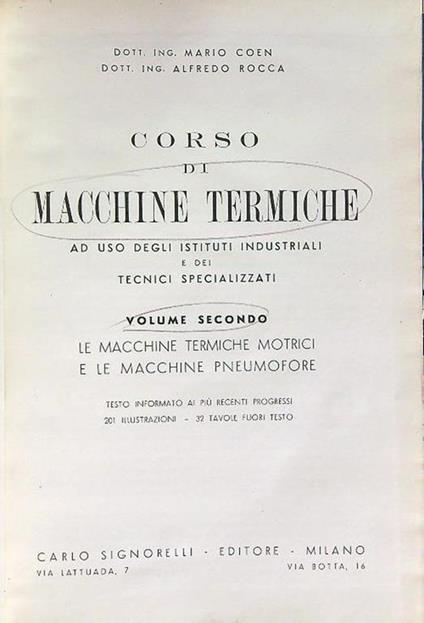 DOTT. ING. MARIO COEN
DOTT. ING. ALFREDO ROCCA
CORSO
DI
MACCHINE TERMICHE
AD USO DEGLI ISTITUTI INDUSTRIALI
E DEI
TECNICI SPECIALIZZATI
VOLUME SECONDO
LE MACCHINE TERMICHE MOTRICI
E LE MACCHINE PNEUMOFORE
TESTO INFORMATO AI PIÙ RECENTI PROGRESSI
201 ILLUSTRAZIONI - 32 TAVOLE FUORI TESTO
CARLO SIGNORELLI - EDITORE - MILANO
VIA LATTUADA, 7 VIA BOTTA, 16